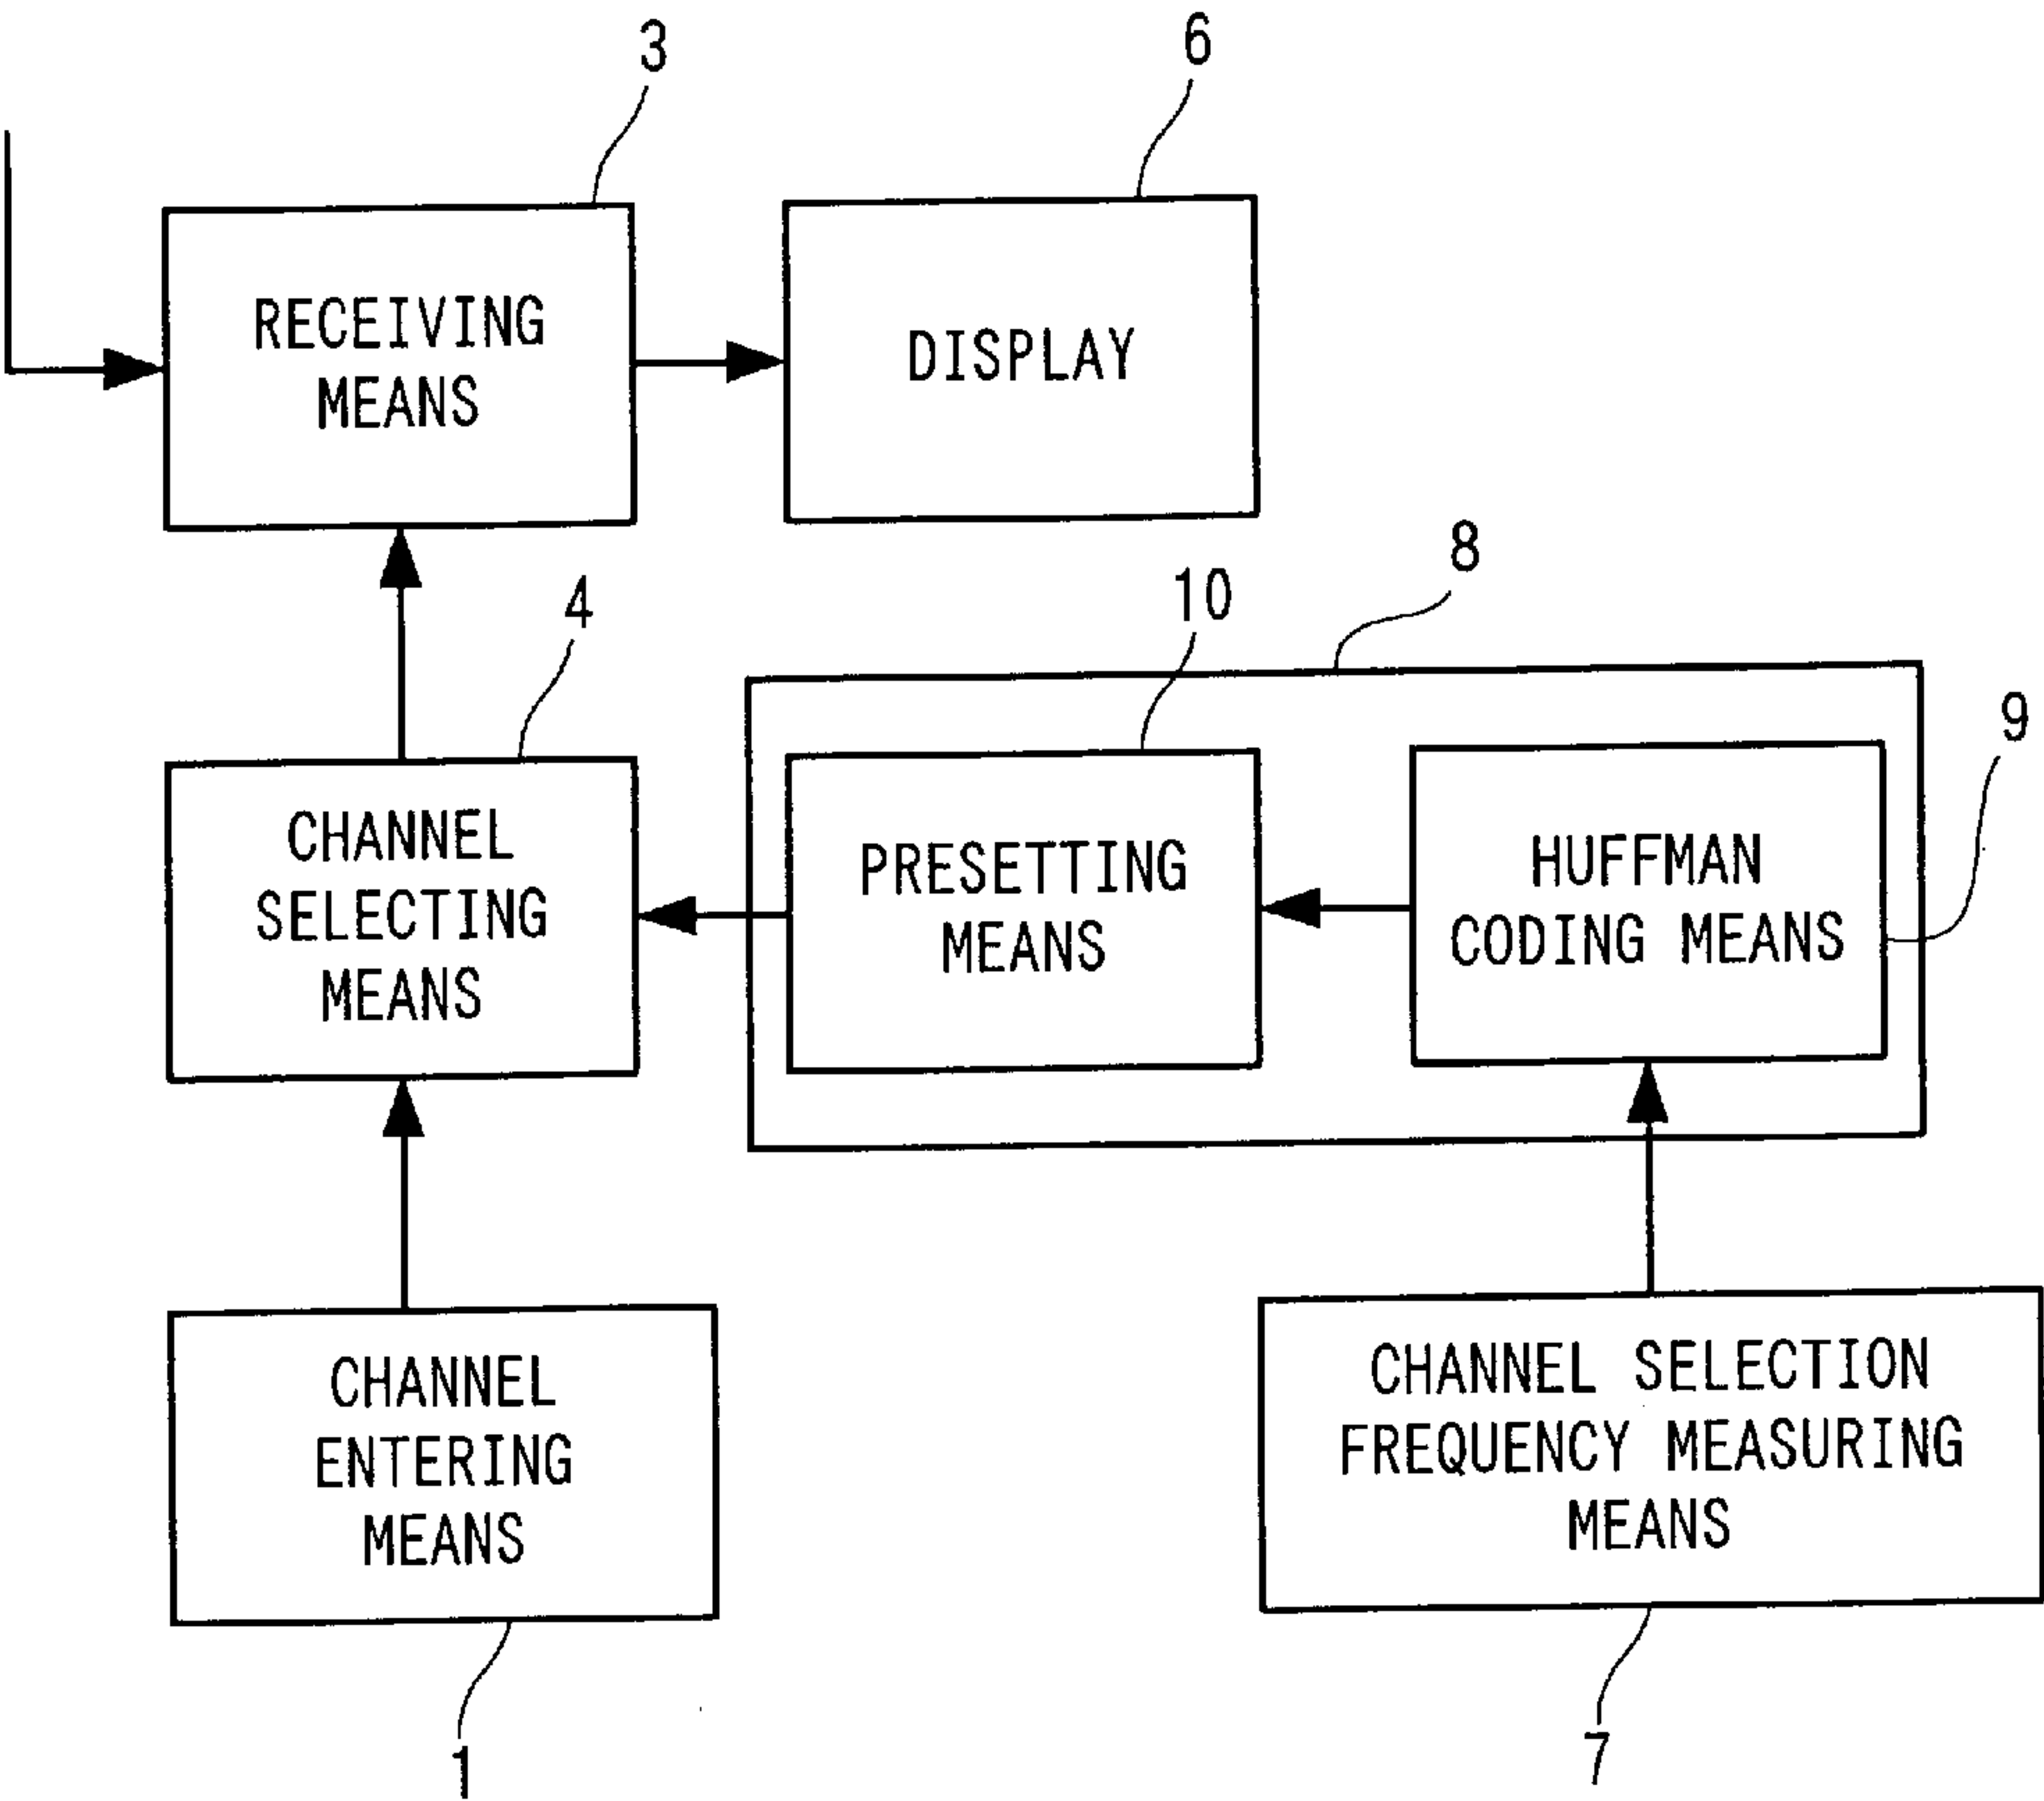 3
6
RECEIVING
MEANS
DISPLAY
4
10
8
9
CHANNEL
SELECTING
MEANS
PRESETTING
MEANS
HUFFMAN
CODING MEANS
CHANNEL
ENTERING
MEANS
CHANNEL SELECTION
FREQUENCY MEASURING
MEANS
1
7